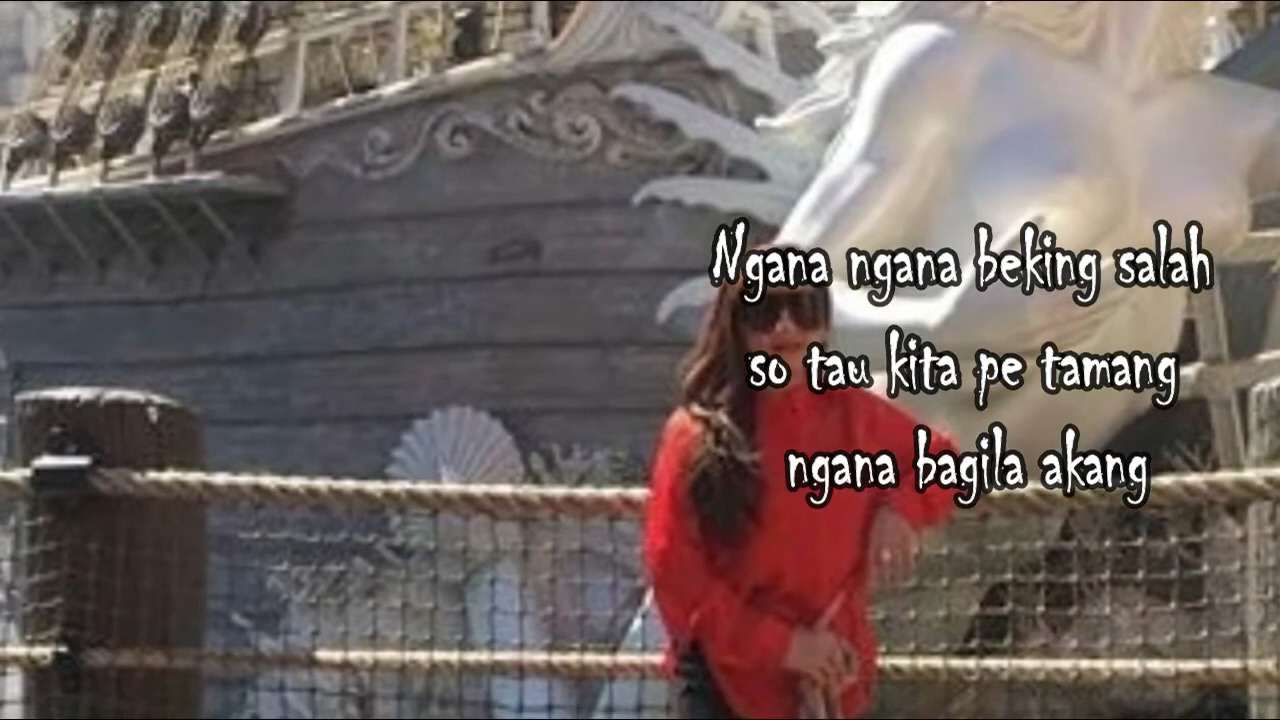 Ngana ngana beking salah
so tau kita pe tamang
ngana bagila akang